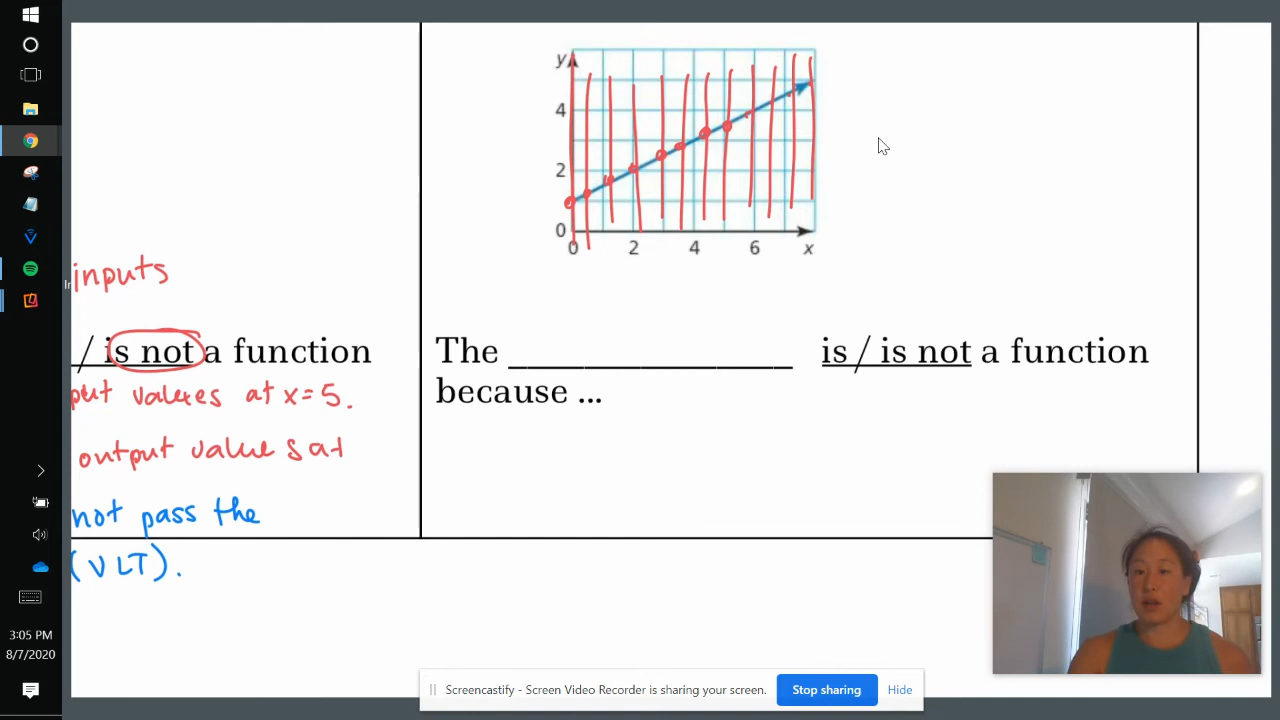 y
4
2
0
0 2 4 6 x
inputs
/ is not a function
put values at x=5.
output values at
not pass the
(VLT).
The _______________ is / is not a function
because ...
3:05 PM
8/7/2020
Screencastify - Screen Video Recorder is sharing your screen.
Stop sharing
Hide